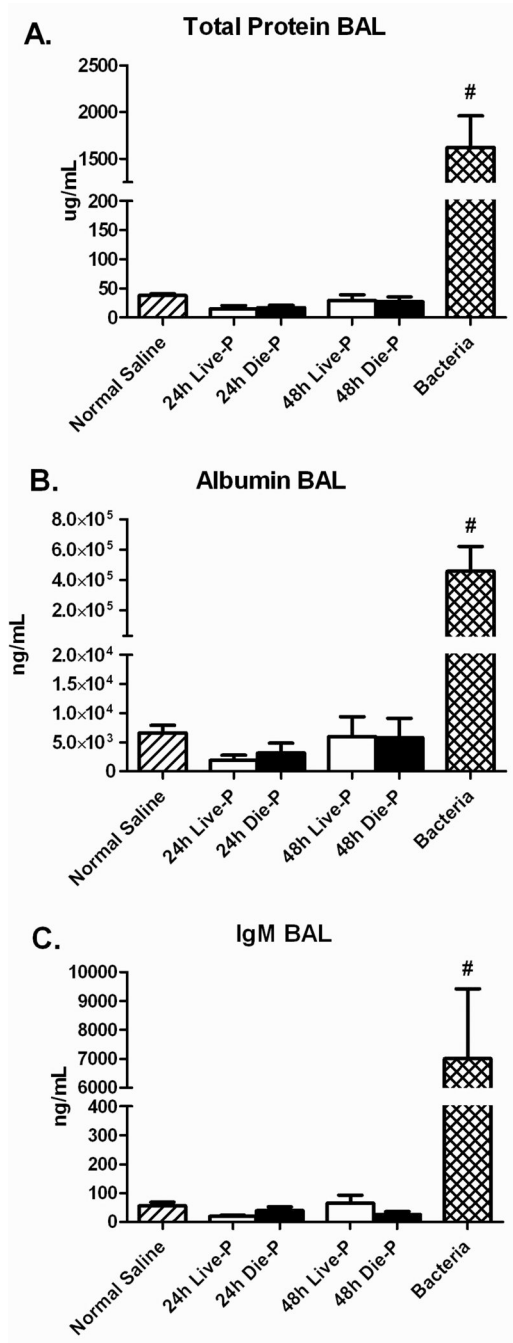 A.
Total Protein BAL
2500
2000
1500
200
150
100
50
0
ug/mL
#
Normal Saline
24h Live-P
24h Die-P
48h Live-P
48h Die-P
Bacteria
B.
Albumin BAL
8.0×10⁵
6.0×10⁵
4.0×10⁵
2.0×10⁵
2.0×10⁴
1.5×10⁴
1.0×10⁴
5.0×10³
0
ng/mL
#
Normal Saline
24h Live-P
24h Die-P
48h Live-P
48h Die-P
Bacteria
C.
IgM BAL
10000
9000
8000
7000
6000
400
300
200
100
0
ng/mL
#
Normal Saline
24h Live-P
24h Die-P
48h Live-P
48h Die-P
Bacteria